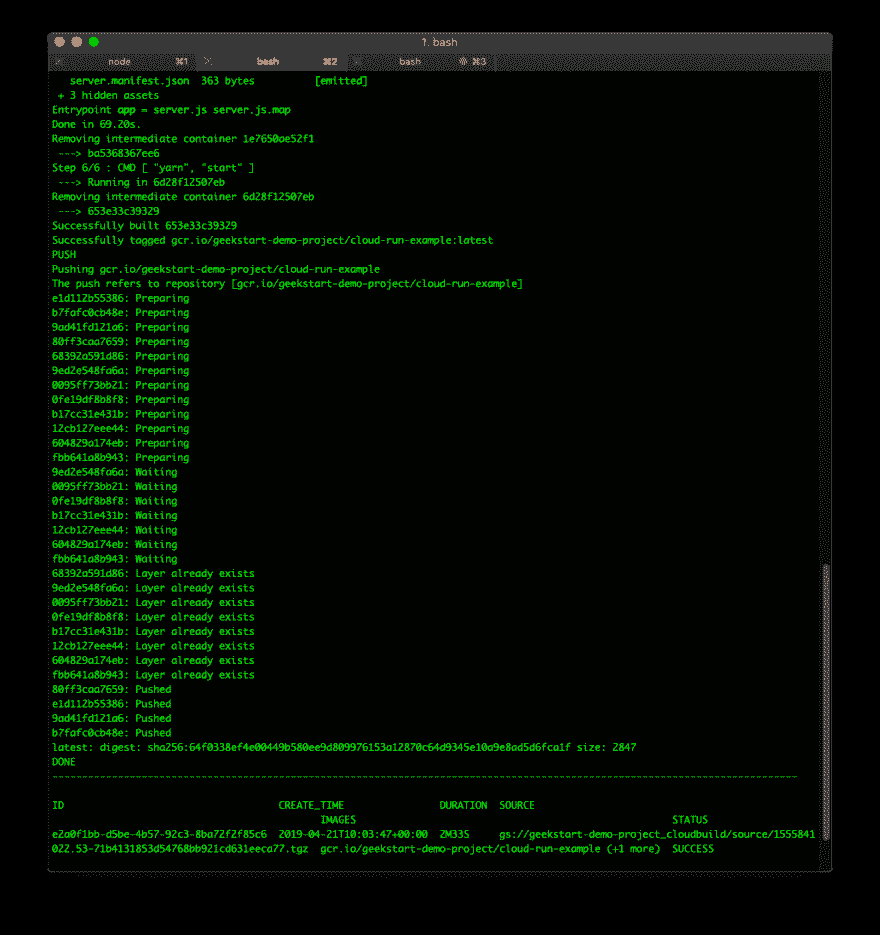 1. bash
node ⌘1 bash ⌘2 bash ⌘3
server.manifest.json 363 bytes [emitted]
+ 3 hidden assets
Entrypoint app = server.js server.js.map
Done in 69.20s.
Removing intermediate container 1e7650ae52f1
---> ba5368367ee6
Step 6/6 : CMD [ "yarn", "start" ]
---> Running in 6d28f12507eb
Removing intermediate container 6d28f12507eb
---> 653e33c39329
Successfully built 653e33c39329
Successfully tagged gcr.io/geekstart-demo-project/cloud-run-example:latest
PUSH
Pushing gcr.io/geekstart-demo-project/cloud-run-example
The push refers to repository [gcr.io/geekstart-demo-project/cloud-run-example]
e1d112b55386: Preparing
b7fafc0cb48e: Preparing
9ad41fd121a6: Preparing
80ff3caa7659: Preparing
68392a591d86: Preparing
9ed2e548fa6a: Preparing
0095ff73bb21: Preparing
0fe19df8b8f8: Preparing
b17cc31e431b: Preparing
12cb127eee44: Preparing
604829a174eb: Preparing
fbb641a8b943: Preparing
9ed2e548fa6a: Waiting
0095ff73bb21: Waiting
0fe19df8b8f8: Waiting
b17cc31e431b: Waiting
12cb127eee44: Waiting
604829a174eb: Waiting
fbb641a8b943: Waiting
68392a591d86: Layer already exists
9ed2e548fa6a: Layer already exists
0095ff73bb21: Layer already exists
0fe19df8b8f8: Layer already exists
b17cc31e431b: Layer already exists
12cb127eee44: Layer already exists
604829a174eb: Layer already exists
fbb641a8b943: Layer already exists
80ff3caa7659: Pushed
e1d112b55386: Pushed
9ad41fd121a6: Pushed
b7fafc0cb48e: Pushed
latest: digest: sha256:64f0338ef4e00449b580ee9d809976153a12870c64d9345e10a9e8ad5d6fca1f size: 2847
DONE
ID CREATE_TIME DURATION SOURCE
IMAGES STATUS
e2a0f1bb-d5be-4b57-92c3-8ba72f2f85c6 2019-04-21T10:03:47+00:00 2M33S gs://geekstart-demo-project_cloudbuild/source/1555841
022.53-71b4131853d54768bb921cd631eeca77.tgz gcr.io/geekstart-demo-project/cloud-run-example (+1 more) SUCCESS